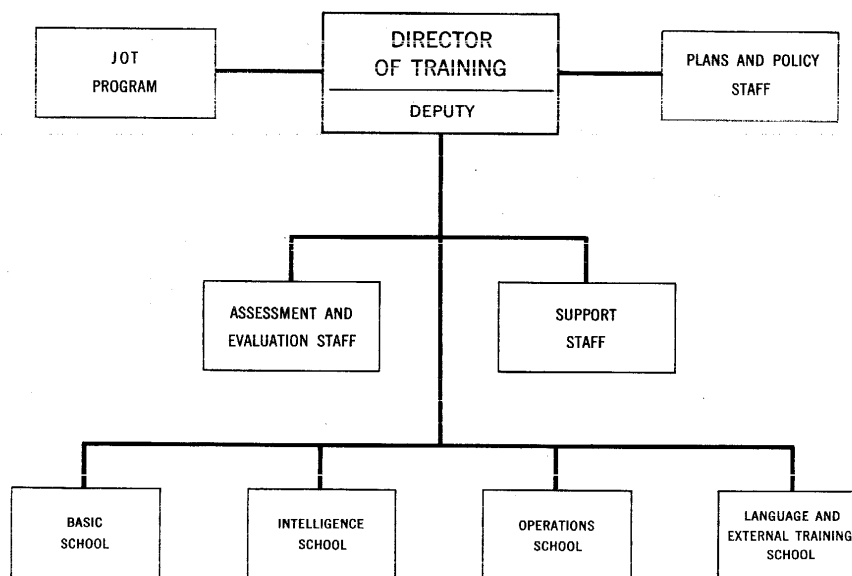 JOT
PROGRAM
DIRECTOR
OF TRAINING
DEPUTY
PLANS AND POLICY
STAFF
ASSESSMENT AND
EVALUATION STAFF
SUPPORT
STAFF
BASIC
SCHOOL
INTELLIGENCE
SCHOOL
OPERATIONS
SCHOOL
LANGUAGE AND
EXTERNAL TRAINING
SCHOOL